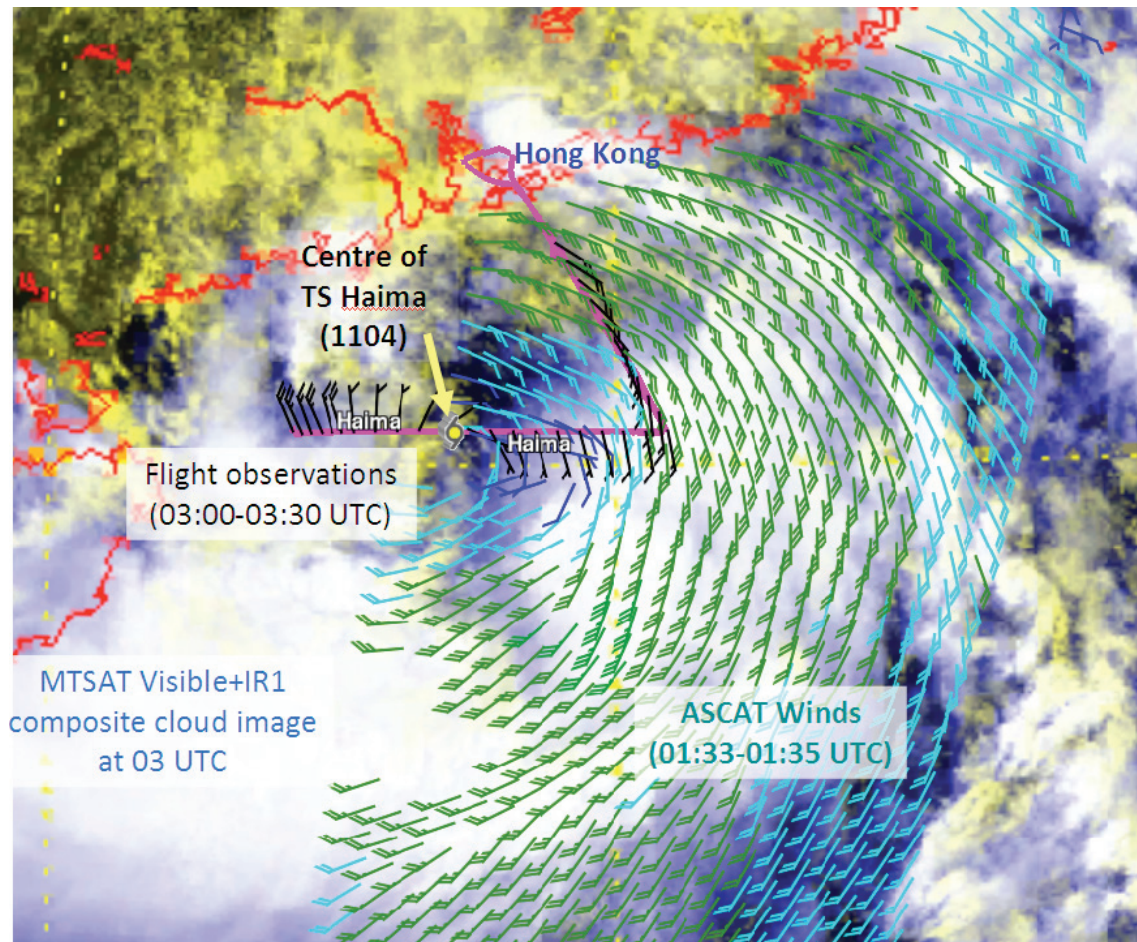 Hong Kong
Centre of
TS Haima
(1104)
Haima
Haima
Flight observations
(03:00-03:30 UTC)
MTSAT Visible+IR1
composite cloud image
at 03 UTC
ASCAT Winds
(01:33-01:35 UTC)